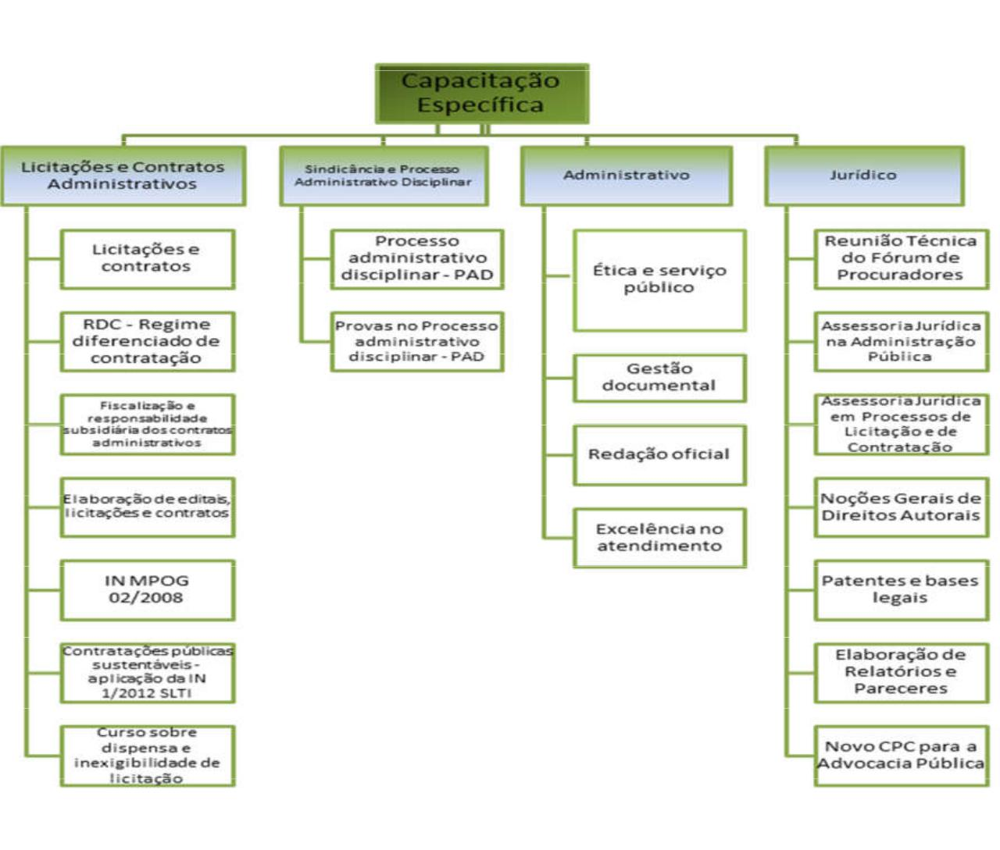 Capacitação
Específica
Licitações e Contratos
Administrativos
Licitações e
contratos
RDC - Regime
diferenciado de
contratação
Fiscalização e
responsabilidade
subsidiária dos contratos
administrativos
Elaboração de editais,
licitações e contratos
IN MPOG
02/2008
Contratações públicas
sustentáveis -
aplicação da IN
1/2012 SLTI
Curso sobre
dispensa e
inexigibilidade de
licitação
Sindicância e Processo
Administrativo Disciplinar
Processo
administrativo
disciplinar - PAD
Provas no Processo
administrativo
disciplinar - PAD
Administrativo
Ética e serviço
público
Gestão
documental
Redação oficial
Excelência no
atendimento
Jurídico
Reunião Técnica
do Fórum de
Procuradores
Assessoria Jurídica
na Administração
Pública
Assessoria Jurídica
em Processos de
Licitação e de
Contratação
Noções Gerais de
Direitos Autorais
Patentes e bases
legais
Elaboração de
Relatórios e
Pareceres
Novo CPC para a
Advocacia Pública